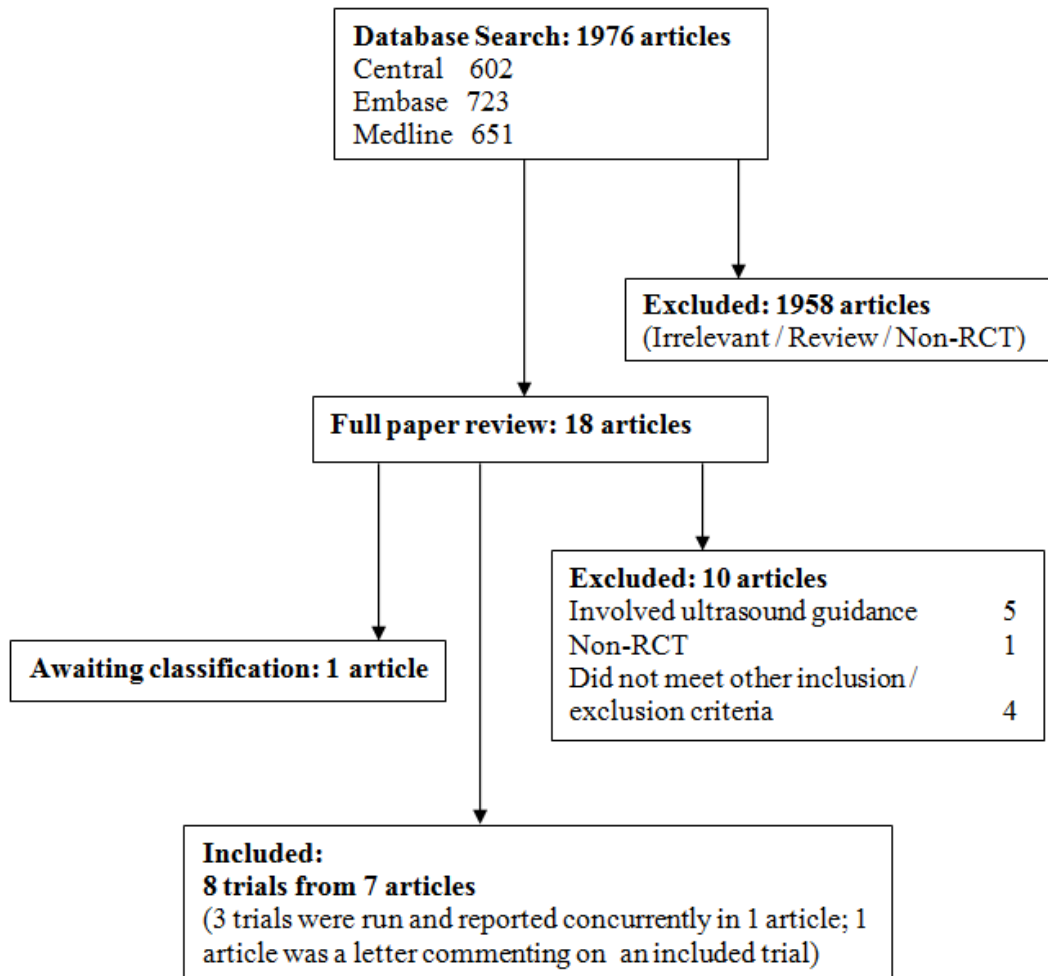 Database Search: 1976 articles
Central 602
Embase 723
Medline 651
Excluded: 1958 articles
(Irrelevant / Review / Non-RCT)
Full paper review: 18 articles
Excluded: 10 articles
Involved ultrasound guidance 5
Non-RCT 1
Did not meet other inclusion /
exclusion criteria 4
Awaiting classification: 1 article
Included:
8 trials from 7 articles
(3 trials were run and reported concurrently in 1 article; 1
article was a letter commenting on an included trial)